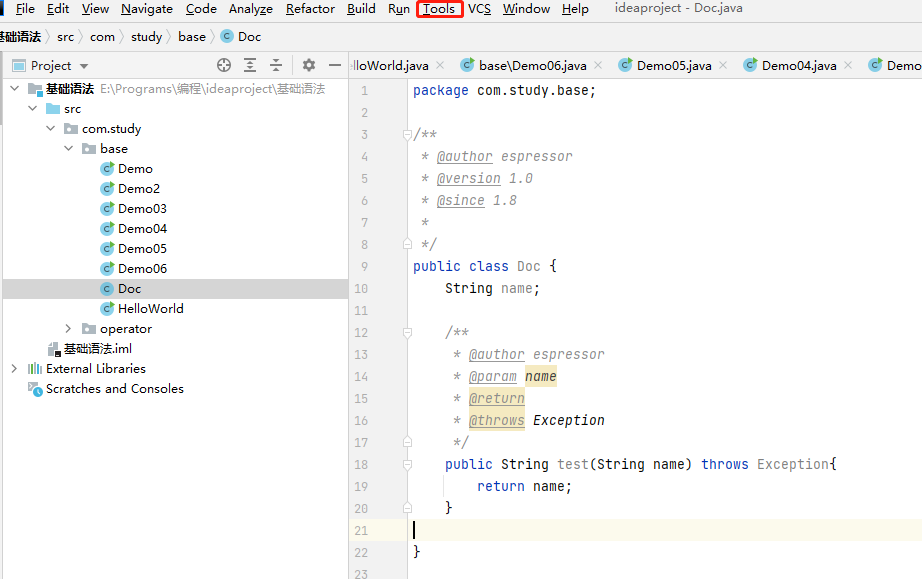 File Edit View Navigate Code Analyze Refactor Build Run Tools VCS Window Help ideaproject - Doc.java
基础语法 src com study base Doc
Project
lloWorld.java base\Demo06.java Demo05.java Demo04.java Demo
基础语法 E:\Programs\编程\ideaproject\基础语法
src
com.study
base
Demo
Demo2
Demo03
Demo04
Demo05
Demo06
Doc
HelloWorld
operator
基础语法.iml
External Libraries
Scratches and Consoles
1 package com.study.base;
2
3 /**
4 * @author espressor
5 * @version 1.0
6 * @since 1.8
7 *
8 */
9 public class Doc {
10 String name;
11
12 /**
13 * @author espressor
14 * @param name
15 * @return
16 * @throws Exception
17 */
18 public String test(String name) throws Exception{
19 return name;
20 }
21
22 }
23